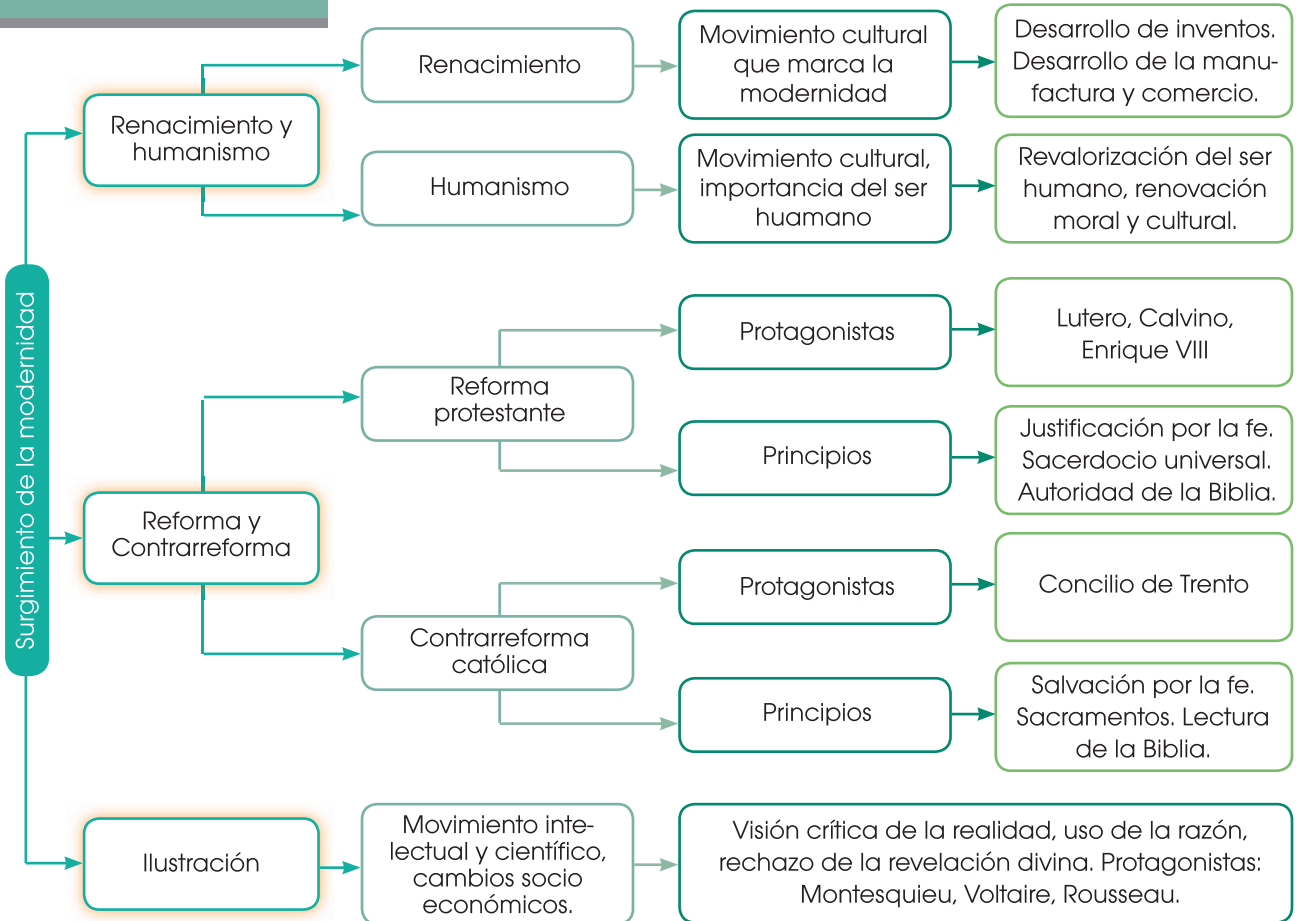 Surgimiento de la modernidad
Renacimiento y
humanismo
Renacimiento
Movimiento cultural
que marca la
modernidad
Desarrollo de inventos.
Desarrollo de la manu-
factura y comercio.
Humanismo
Movimiento cultural,
importancia del ser
huamano
Revalorización del ser
humano, renovación
moral y cultural.
Reforma y
Contrarreforma
Reforma
protestante
Protagonistas
Lutero, Calvino,
Enrique VIII
Principios
Justificación por la fe.
Sacerdocio universal.
Autoridad de la Biblia.
Contrarreforma
católica
Protagonistas
Concilio de Trento
Principios
Salvación por la fe.
Sacramentos. Lectura
de la Biblia.
Ilustración
Movimiento inte-
lectual y científico,
cambios socio
económicos.
Visión crítica de la realidad, uso de la razón,
rechazo de la revelación divina. Protagonistas:
Montesquieu, Voltaire, Rousseau.